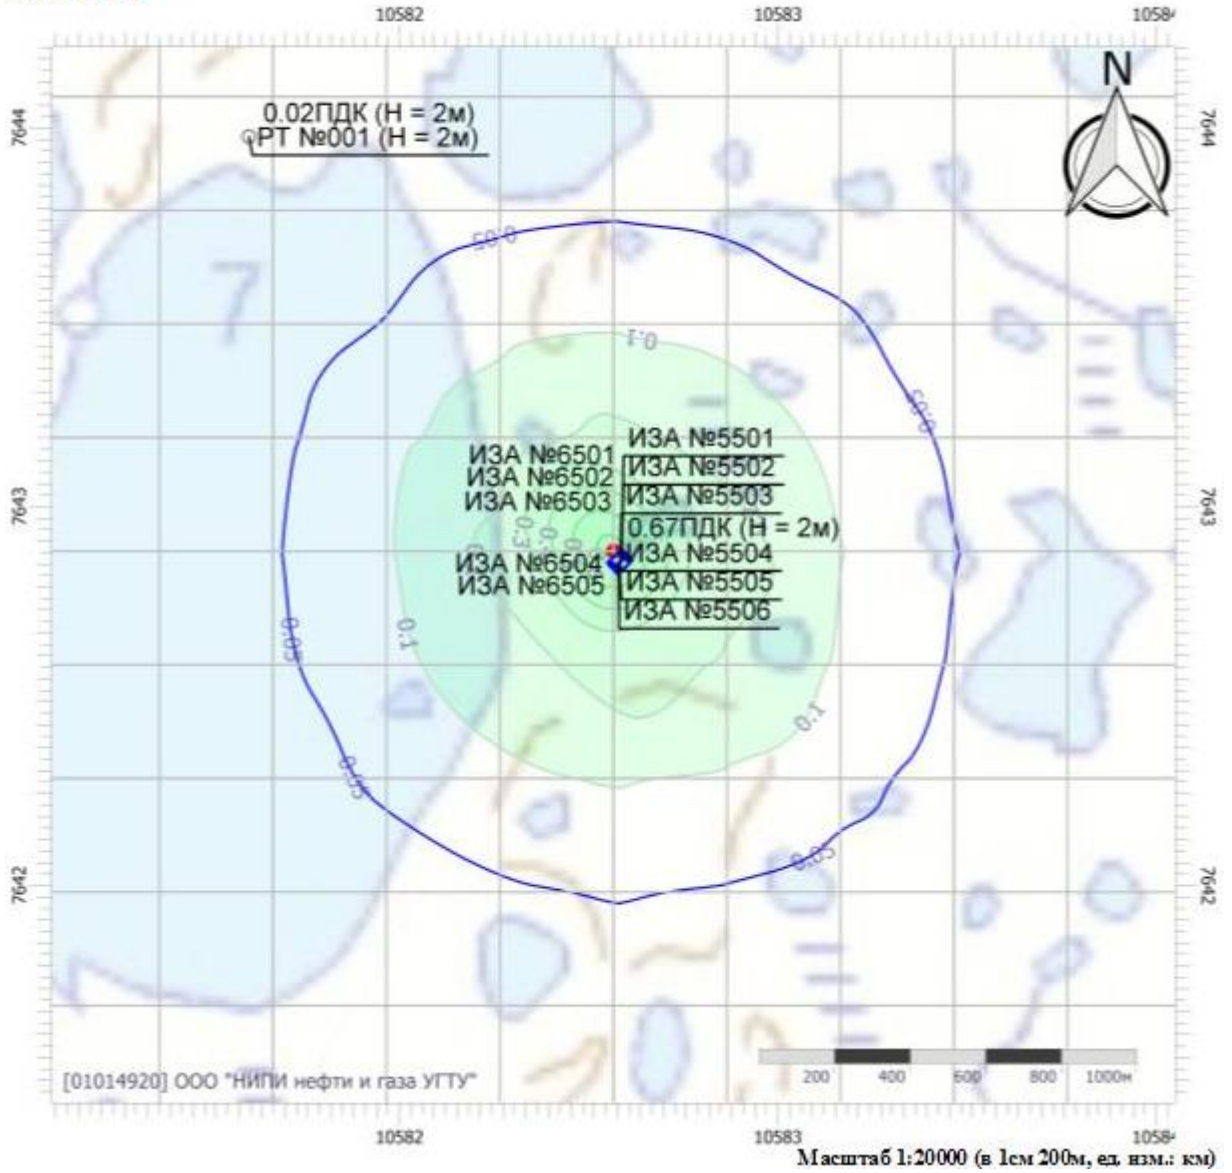 10582
10583
7644
7644
N
0.02ПДК (Н = 2м)
РТ №001 (Н = 2м)
0.05
7
0.1
0.05
ИЗА №5501
ИЗА №6501
ИЗА №5502
ИЗА №6502
ИЗА №5503
ИЗА №6503
7643
7643
0.3
0.67ПДК (Н = 2м)
ИЗА №5504
ИЗА №6504
ИЗА №5505
ИЗА №6505
ИЗА №5506
0.05
0.1
0.1
0.05
0.05
7642
7642
[01014920] ООО "НИПИ нефти и газа УГТУ"
200 400 600 800 1000м
10582
10583
Масштаб 1:20000 (в 1см 200м, ед. изм.: км)